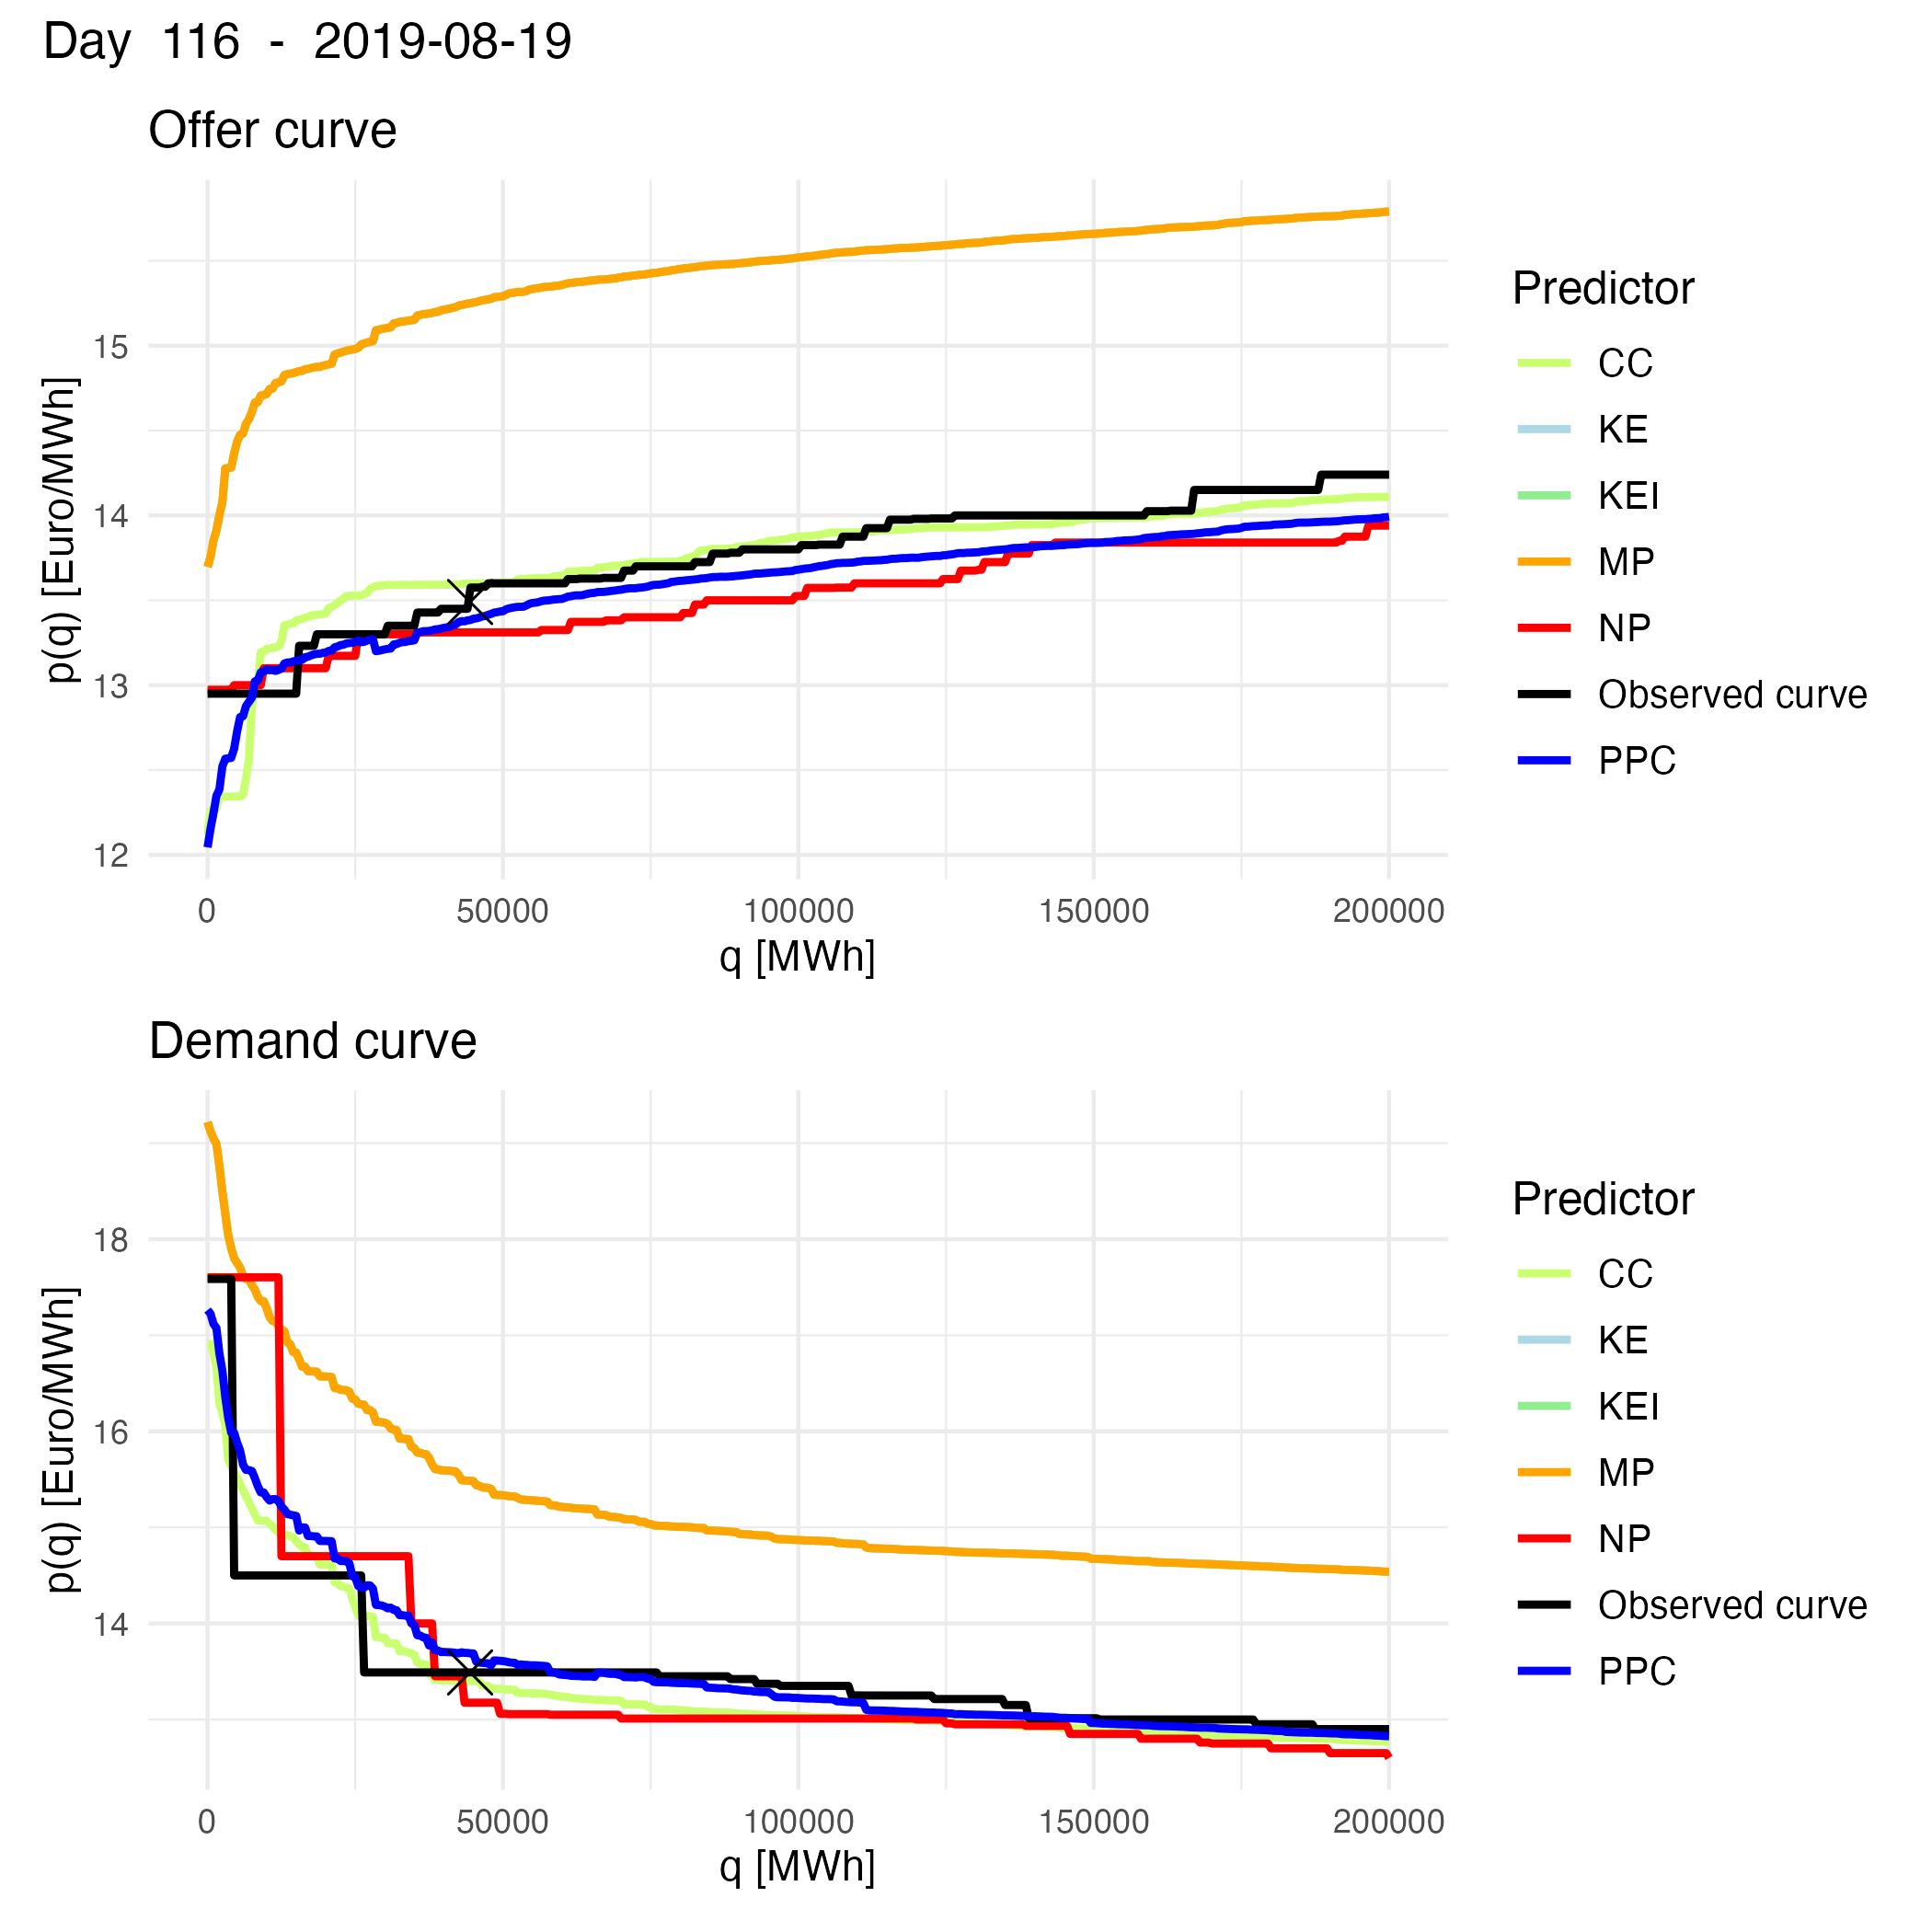 Day 116 - 2019-08-19
Offer curve
p(q) [Euro/MWh]
15
14
13
12
0 50000 100000 150000 200000
q [MWh]
Predictor
CC
KE
KEI
MP
NP
Observed curve
PPC
Demand curve
p(q) [Euro/MWh]
18
16
14
0 50000 100000 150000 200000
q [MWh]
Predictor
CC
KE
KEI
MP
NP
Observed curve
PPC